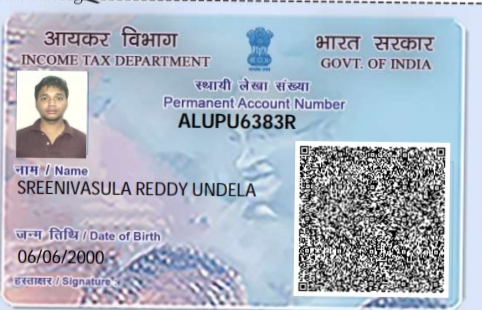 आयकर विभाग
INCOME TAX DEPARTMENT
भारत सरकार
GOVT. OF INDIA
स्थायी लेखा संख्या
Permanent Account Number
ALUPU6383R
नाम / Name
SREENIVASULA REDDY UNDELA
जन्म तिथि / Date of Birth
06/06/2000
हस्ताक्षर / Signature